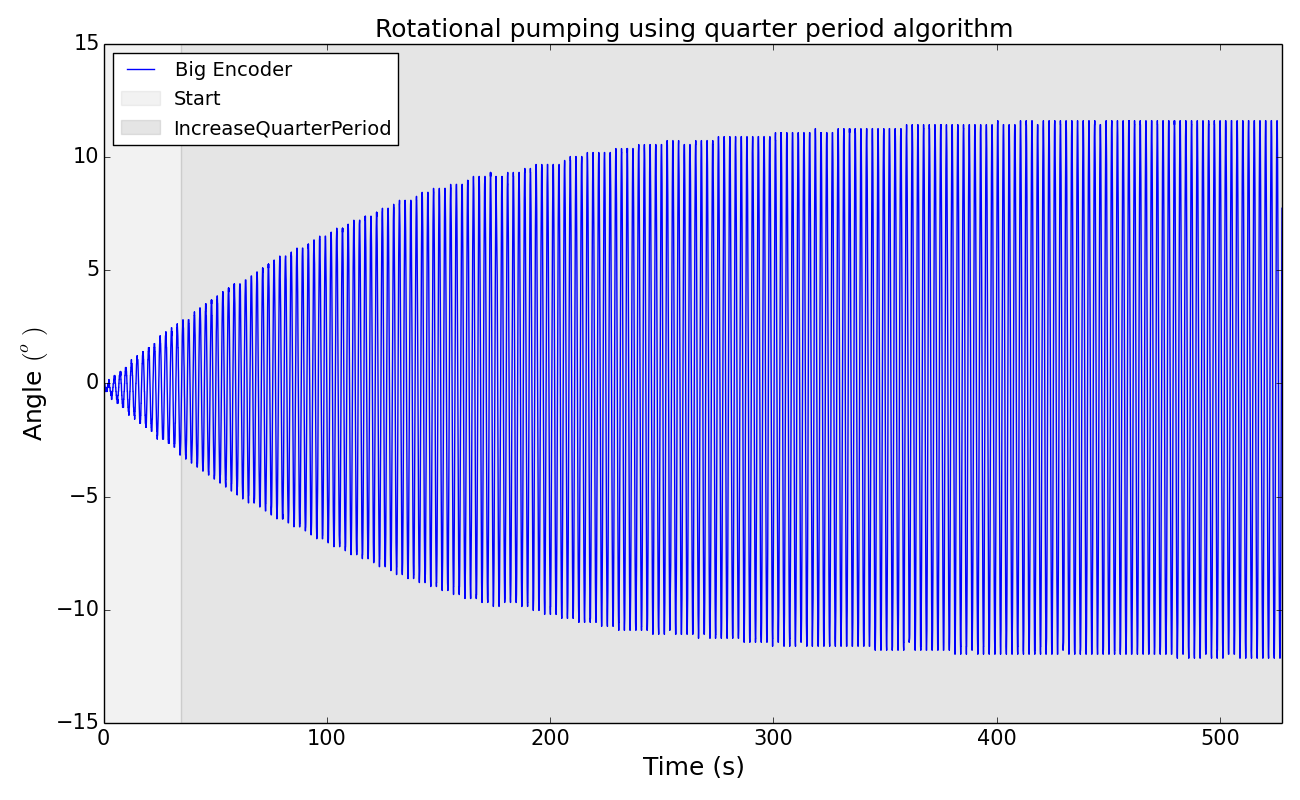 Rotational pumping using quarter period algorithm
Big Encoder
Start
IncreaseQuarterPeriod
15
10
5
0
−5
−10
−15
Angle (º)
0 100 200 300 400 500
Time (s)